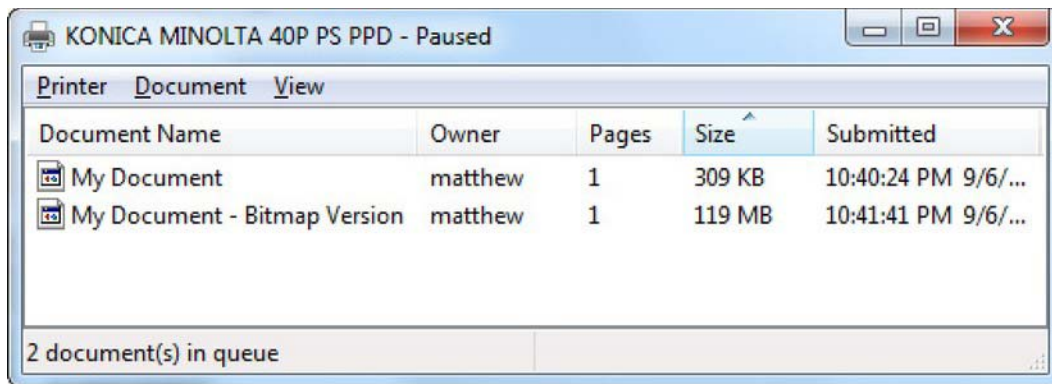 KONICA MINOLTA 40P PS PPD - Paused
Printer Document View
Document Name Owner Pages Size Submitted
My Document matthew 1 309 KB 10:40:24 PM 9/6/...
My Document - Bitmap Version matthew 1 119 MB 10:41:41 PM 9/6/...
2 document(s) in queue